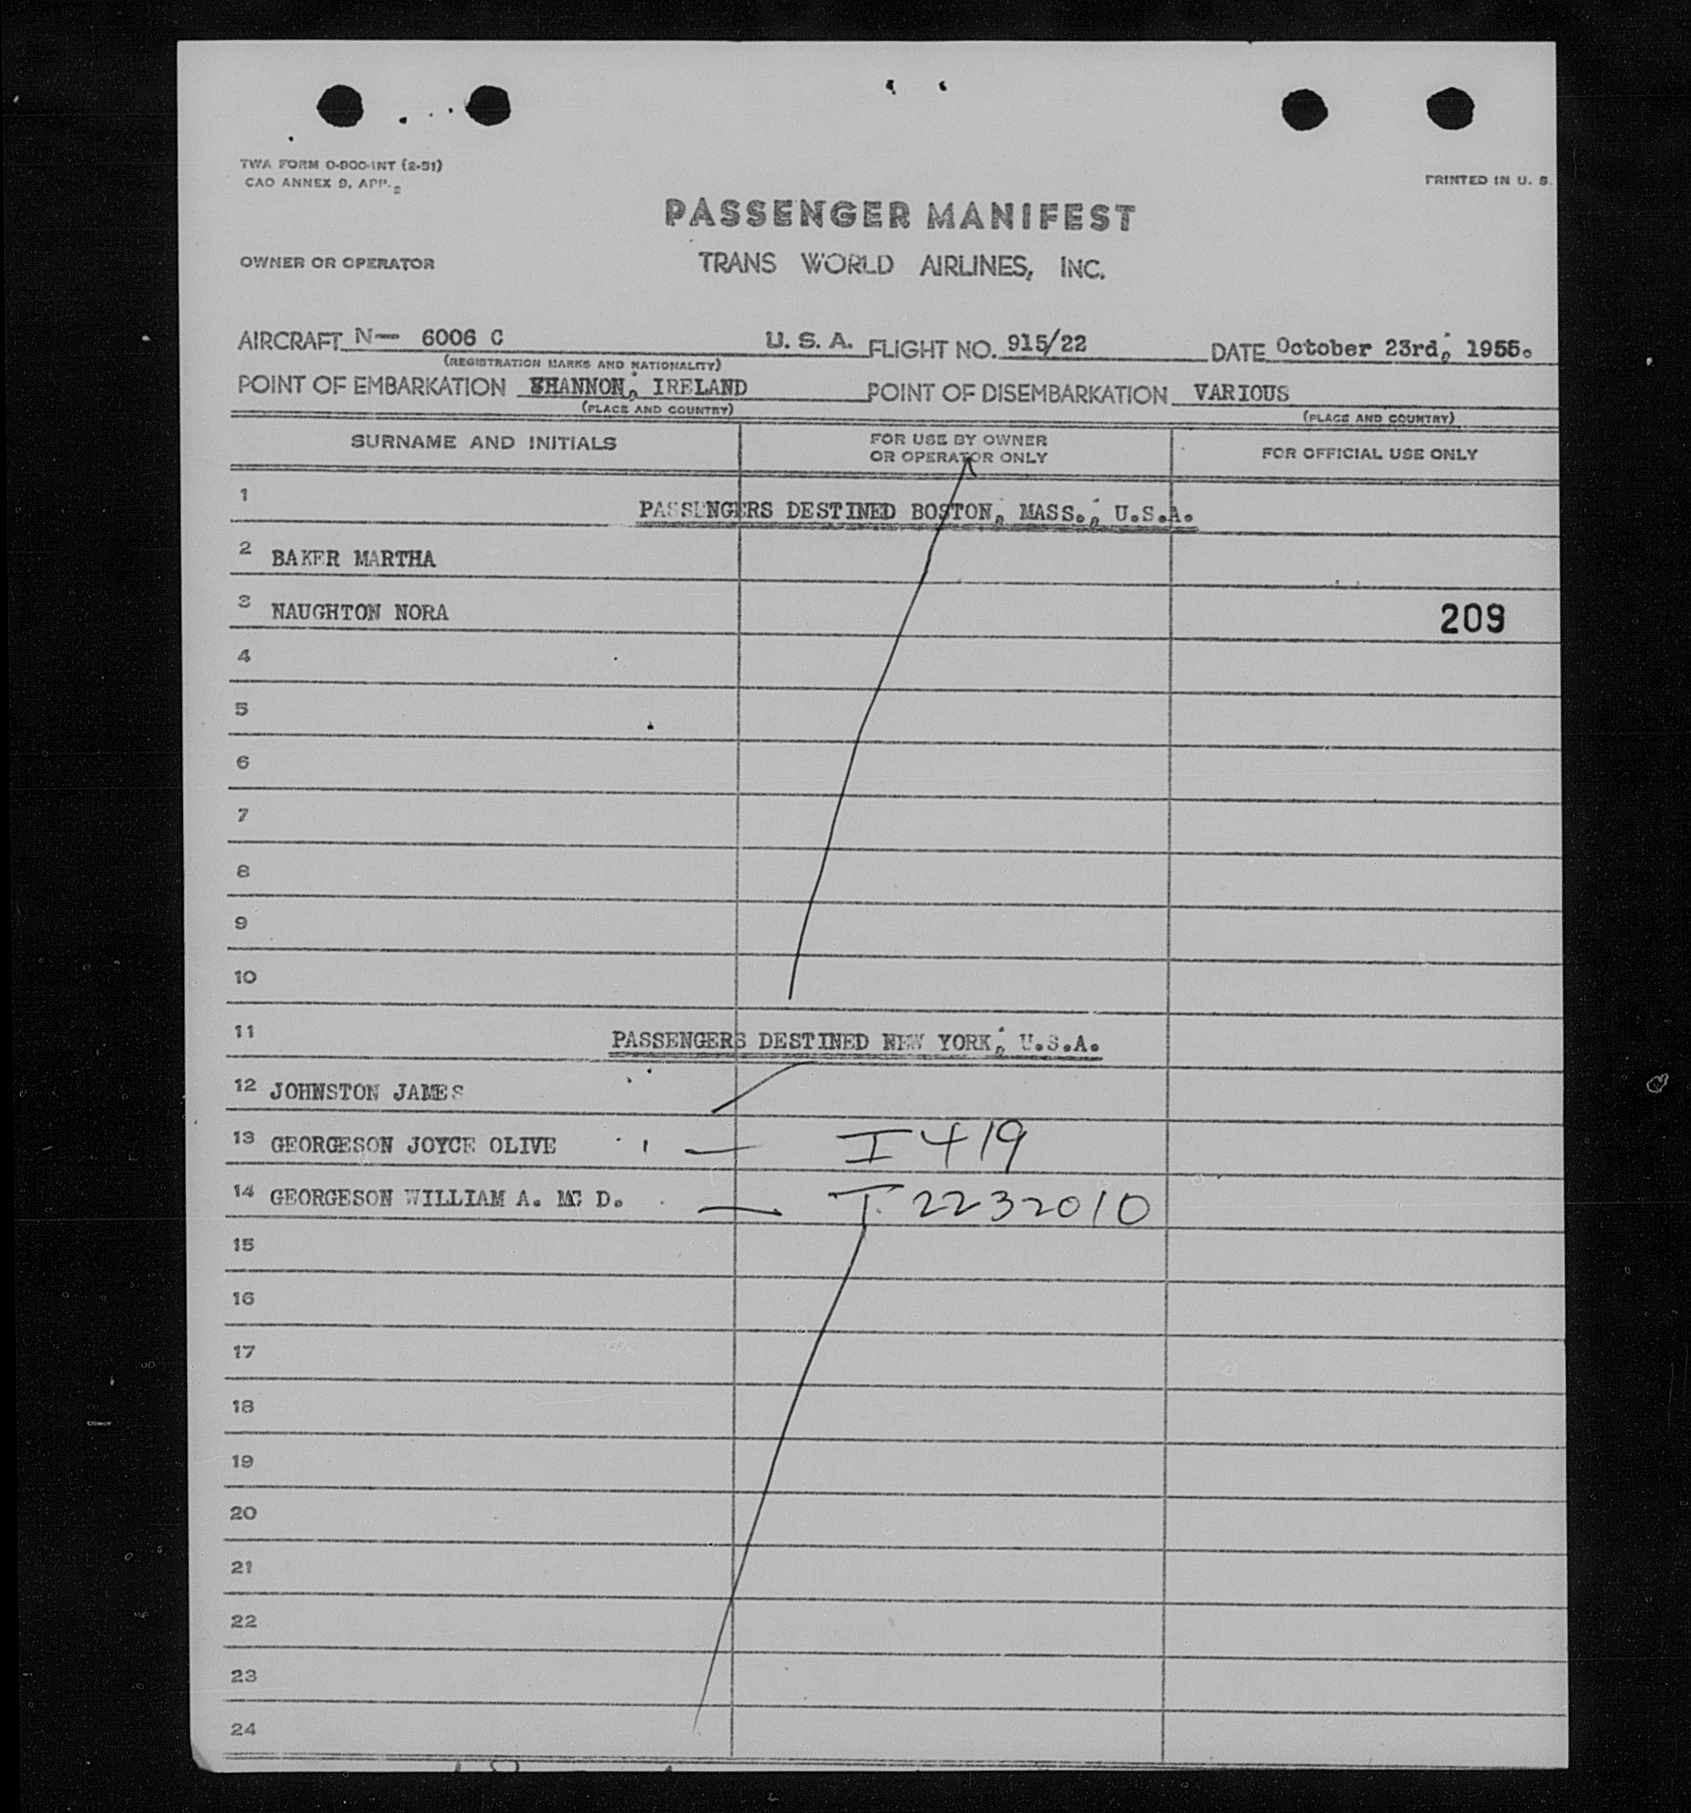 TWA FORM O-900-INT (2-51)
CAO ANNEX 9, APP. 2
PRINTED IN U. S.
PASSENGER MANIFEST
OWNER OR OPERATOR TRANS WORLD AIRLINES, INC.
AIRCRAFT N— 6006 C U. S. A. FLIGHT NO. 915/22 DATE October 23rd, 1955.
(REGISTRATION MARKS AND NATIONALITY)
POINT OF EMBARKATION SHANNON, IRELAND POINT OF DISEMBARKATION VARIOUS
(PLACE AND COUNTRY) (PLACE AND COUNTRY)
SURNAME AND INITIALS FOR USE BY OWNER OR OPERATOR ONLY FOR OFFICIAL USE ONLY
1 PASSENGERS DESTINED BOSTON, MASS., U.S.A.
2 BAKER MARTHA
3 NAUGHTON NORA 209
4
5
6
7
8
9
10
11 PASSENGERS DESTINED NEW YORK, U.S.A.
12 JOHNSTON JAMES
13 GEORGESON JOYCE OLIVE — I 419
14 GEORGESON WILLIAM A. MC D. — T. 2232010
15
16
17
18
19
20
21
22
23
24